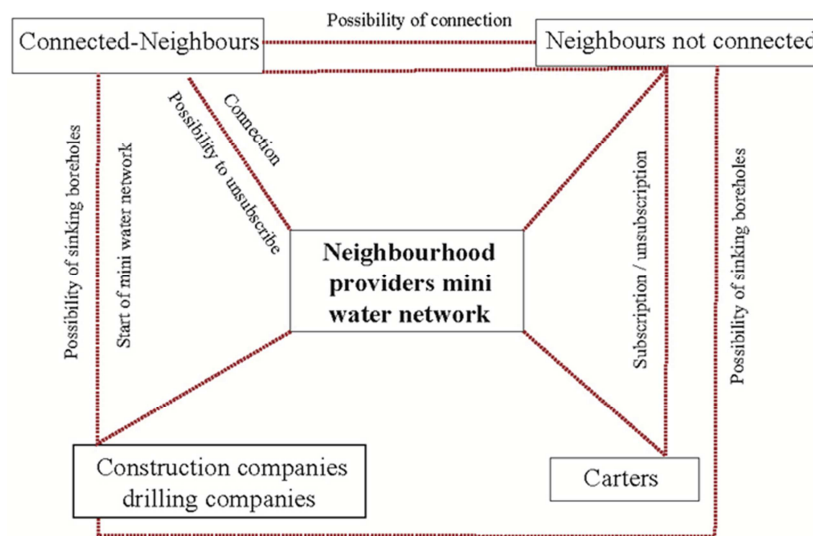 Possibility of connection
Connected-Neighbours
Neighbours not connected
Connection
Possibility to unsubscribe
Possibility of sinking boreholes
Start of mini water network
Neighbourhood
providers mini
water network
Subscription / unsubscription
Possibility of sinking boreholes
Construction companies
drilling companies
Carters